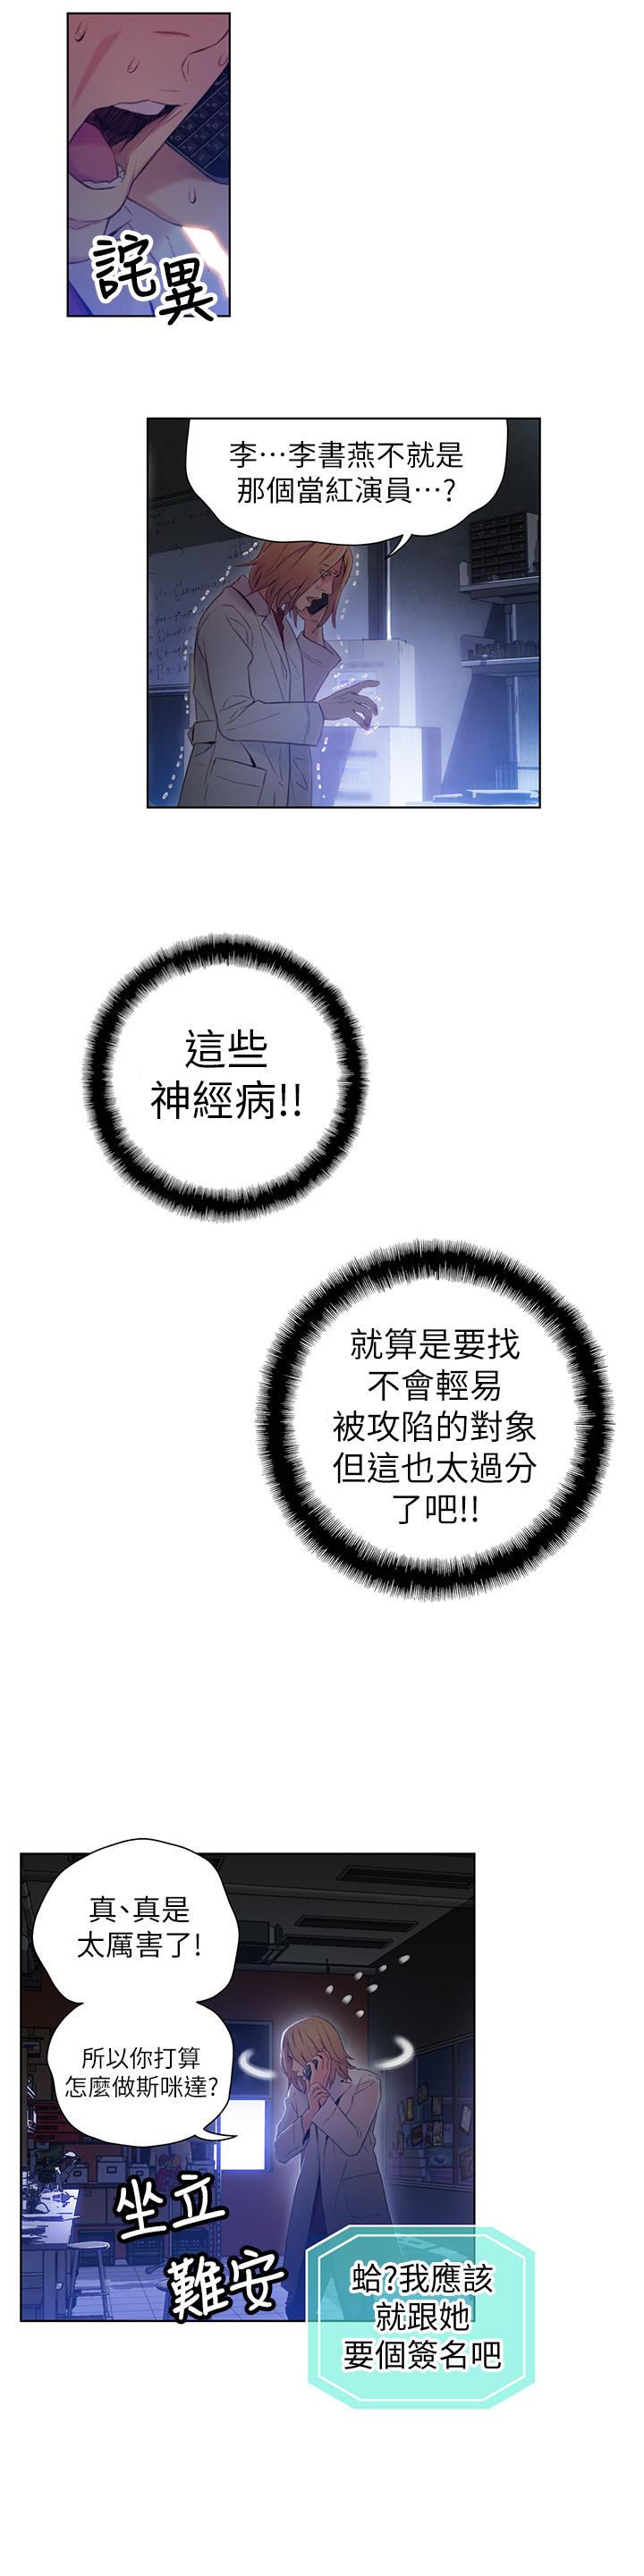 詫異
李…李書燕不就是
那個當紅演員…?
這些
神經病!!
就算是要找
不會輕易
被攻陷的對象
但這也太過分
了吧!!
真、真是
太厲害了!
所以你打算
怎麼做斯咪達?
坐立
難安
蛤?我應該
就跟她
要個簽名吧